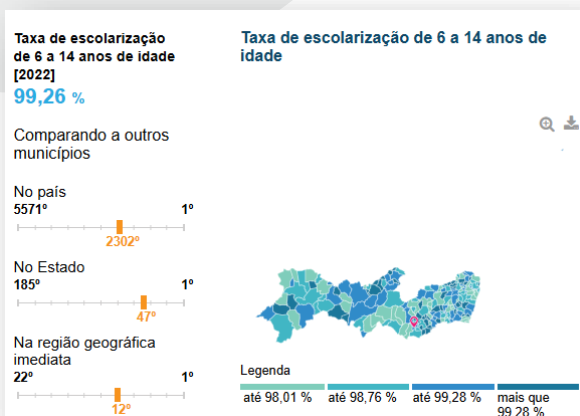 Taxa de escolarização
de 6 a 14 anos de idade
[2022]
99,26 %
Comparando a outros
municípios
No país
5571º 1º
2302º
No Estado
185º 1º
47º
Na região geográfica
imediata
22º 1º
12º
Taxa de escolarização de 6 a 14 anos de
idade
Legenda
até 98,01 % até 98,76 % até 99,28 % mais que
99,28 %